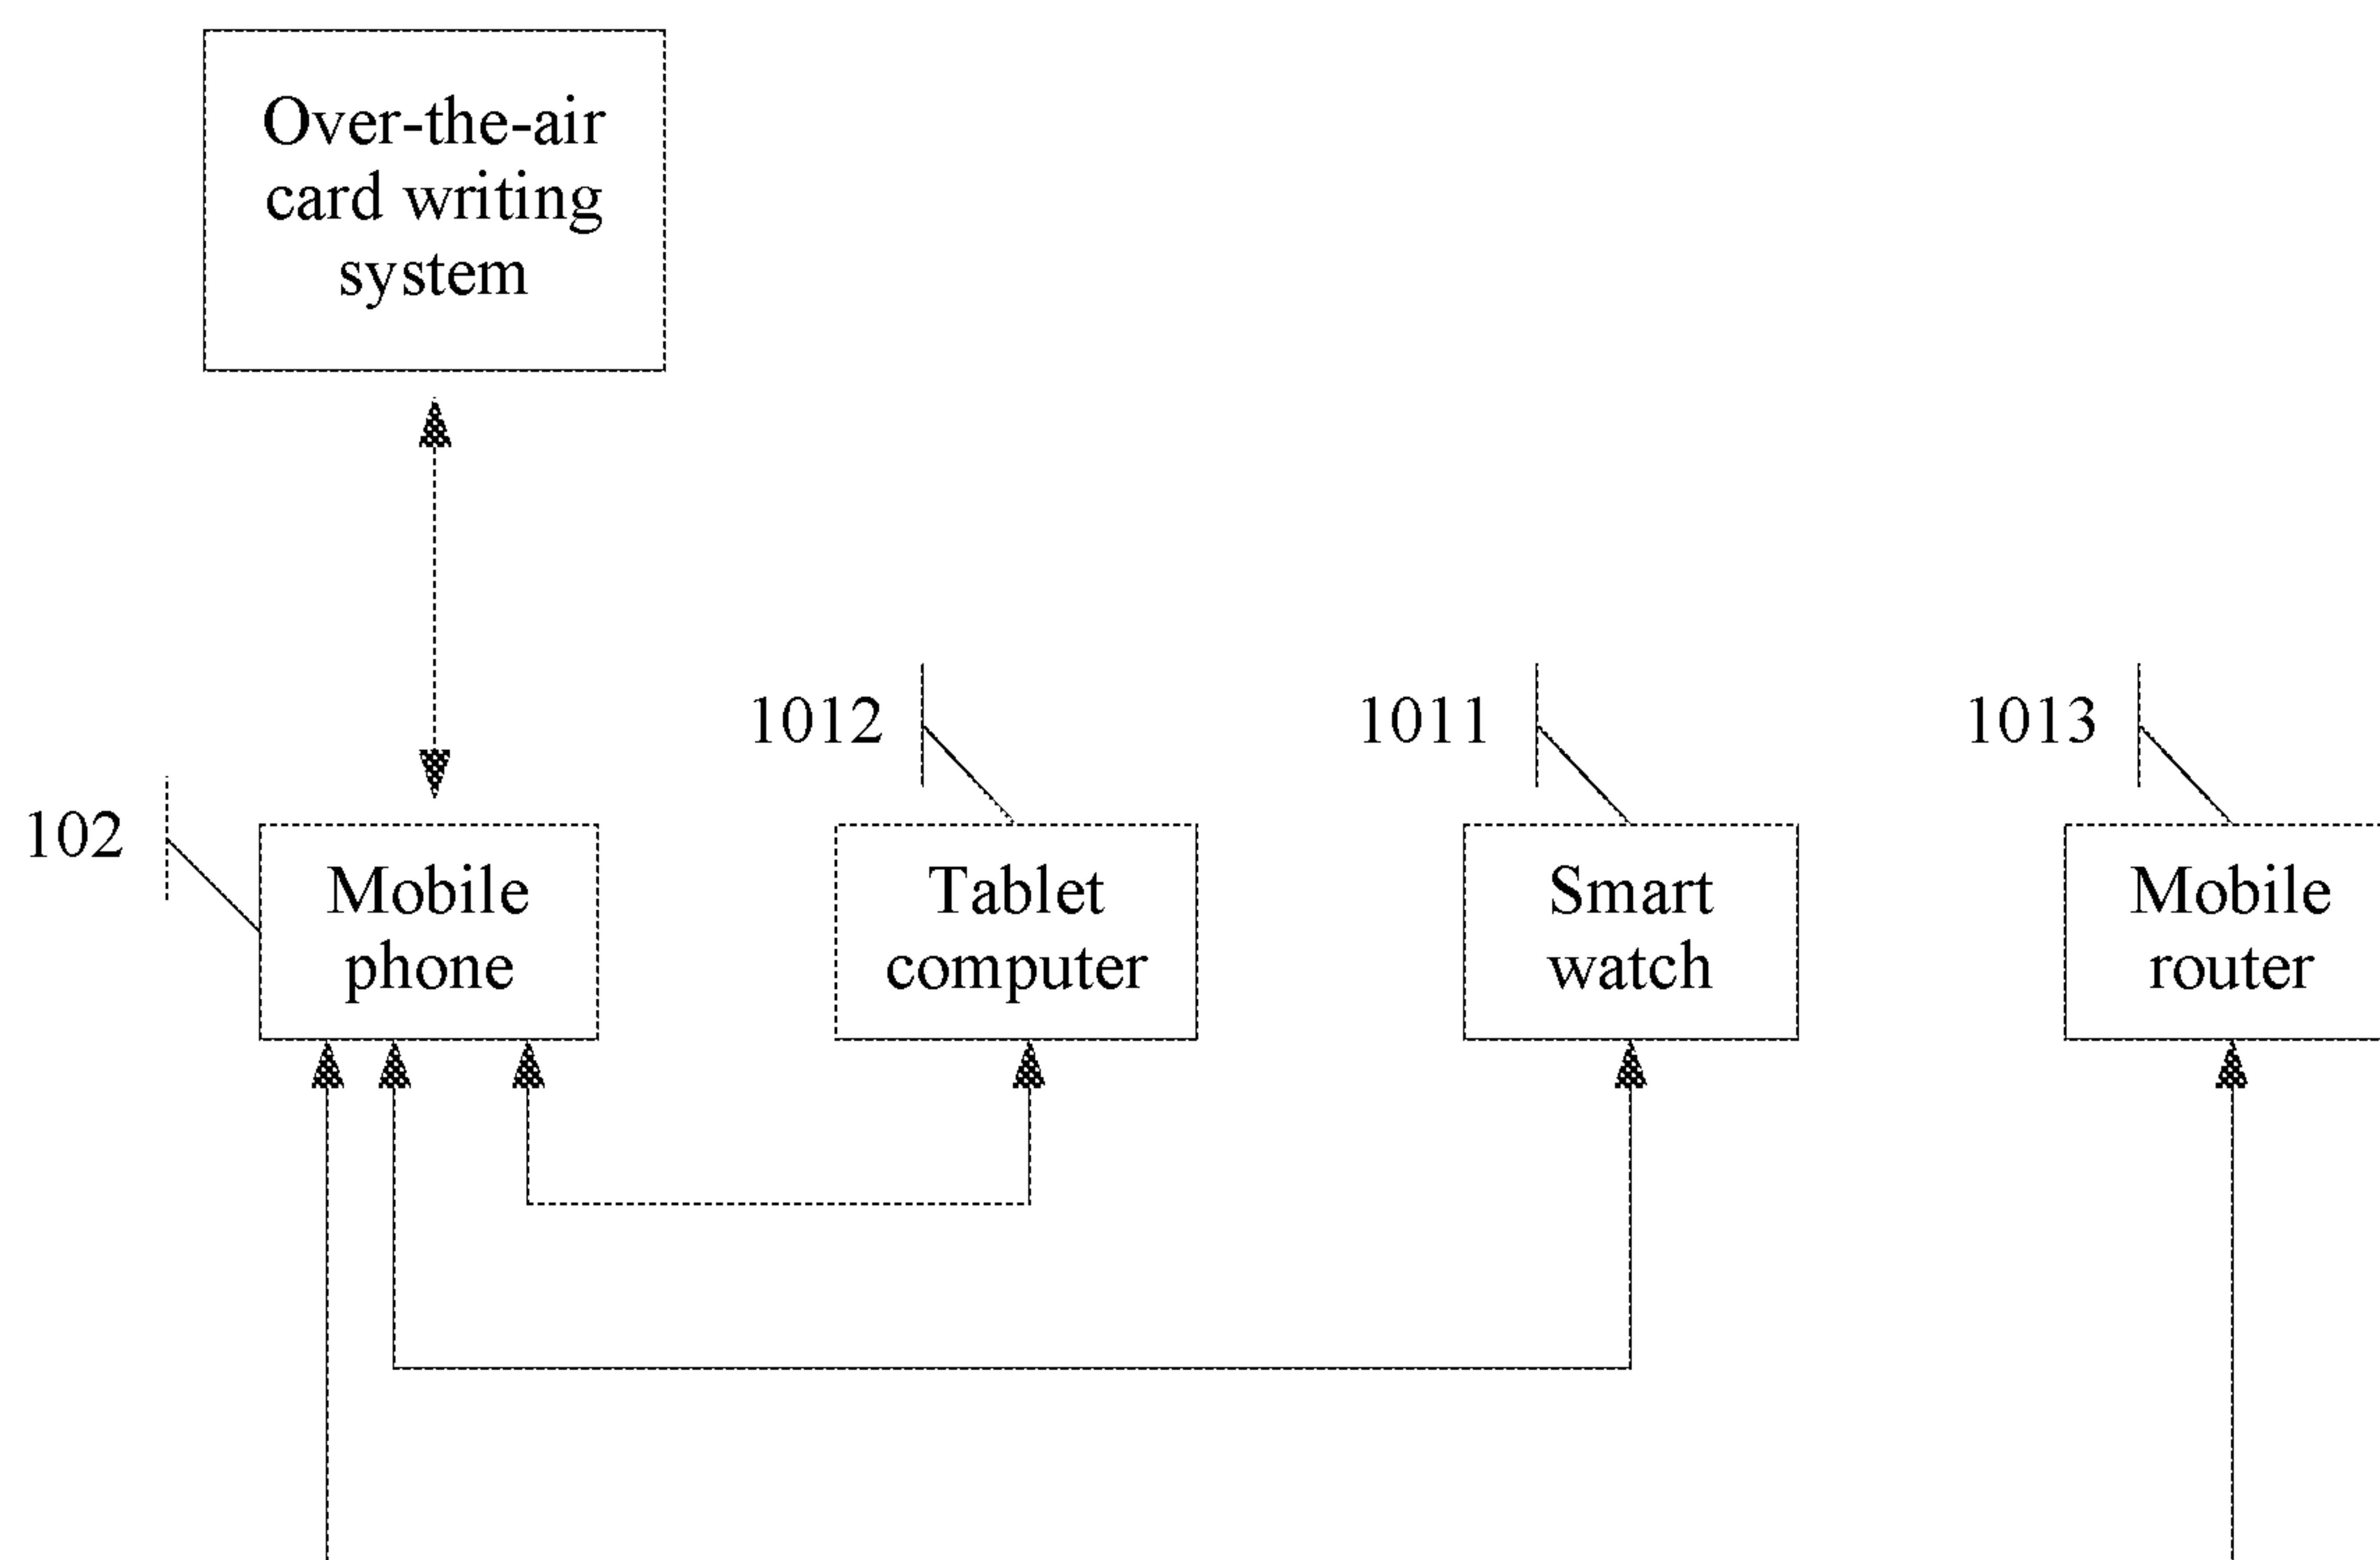 Over-the-air
card writing
system
1012
1011
1013
102
Mobile
phone
Tablet
computer
Smart
watch
Mobile
router